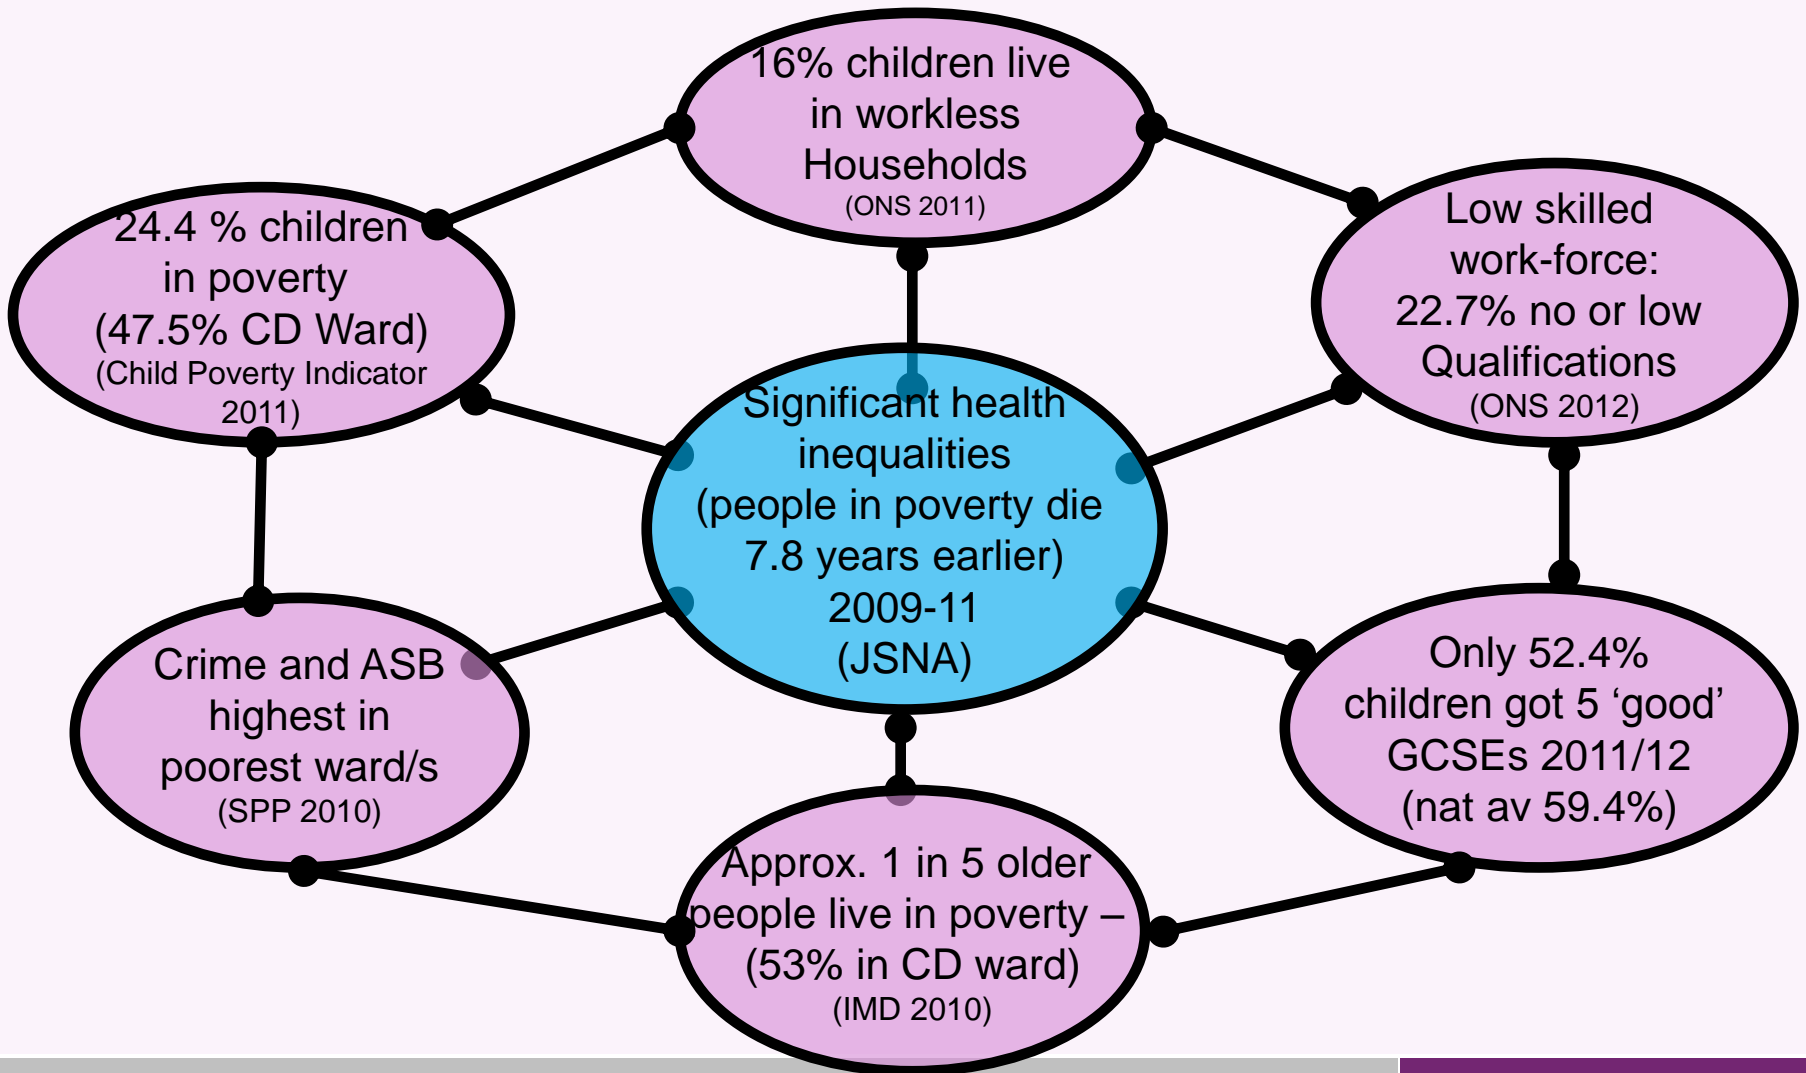 16% children live
in workless
Households
(ONS 2011)
24.4 % children
in poverty
(47.5% CD Ward)
(Child Poverty Indicator
2011)
Low skilled
work-force:
22.7% no or low
Qualifications
(ONS 2012)
Significant health
inequalities
(people in poverty die
7.8 years earlier)
2009-11
(JSNA)
Crime and ASB
highest in
poorest ward/s
(SPP 2010)
Only 52.4%
children got 5 ‘good’
GCSEs 2011/12
(nat av 59.4%)
Approx. 1 in 5 older
people live in poverty –
(53% in CD ward)
(IMD 2010)